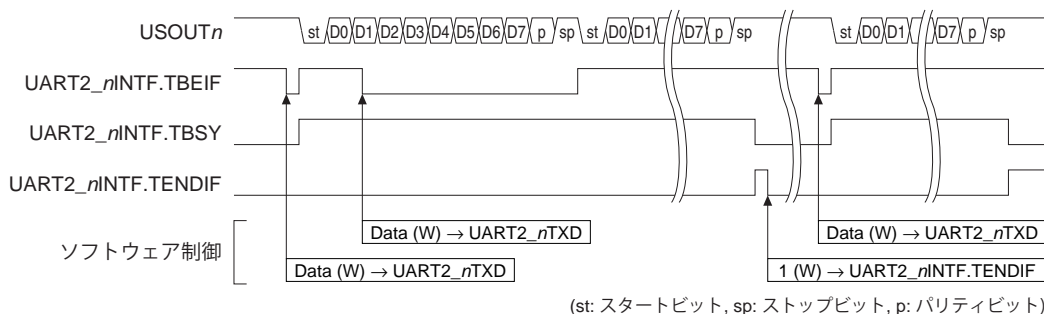 USOUTn st D0 D1 D2 D3 D4 D5 D6 D7 p sp st D0 D1 D7 p sp st D0 D1 D7 p sp
UART2_nINTF.TBEIF
UART2_nINTF.TBSY
UART2_nINTF.TENDIF
ソフトウェア制御
Data (W) → UART2_nTXD Data (W) → UART2_nTXD
Data (W) → UART2_nTXD 1 (W) → UART2_nINTF.TENDIF
(st: スタートビット, sp: ストップビット, p: パリティビット)